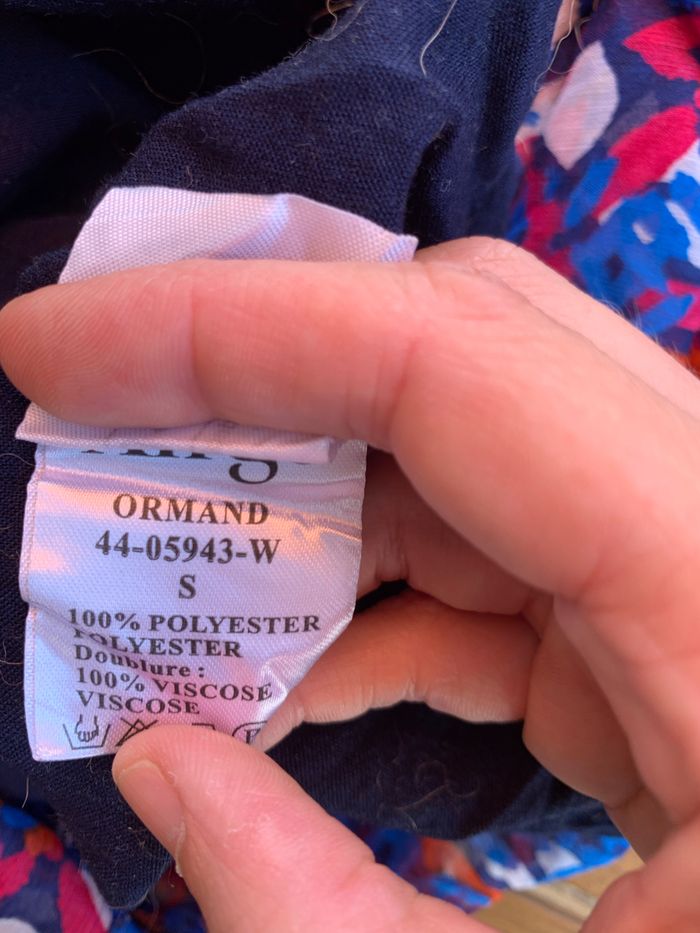 ORMAND
44-05943-W
S
100% POLYESTER
POLYESTER
Doublure :
100% VISCOSE
VISCOSE